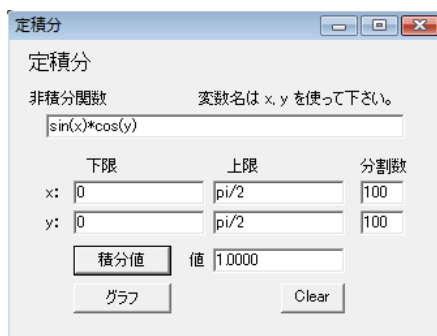 定積分
定積分
非積分関数 変数名は x, y を使って下さい。
sin(x)*cos(y)
下限 上限 分割数
x: 0 pi/2 100
y: 0 pi/2 100
積分値 値 1.0000
グラフ Clear